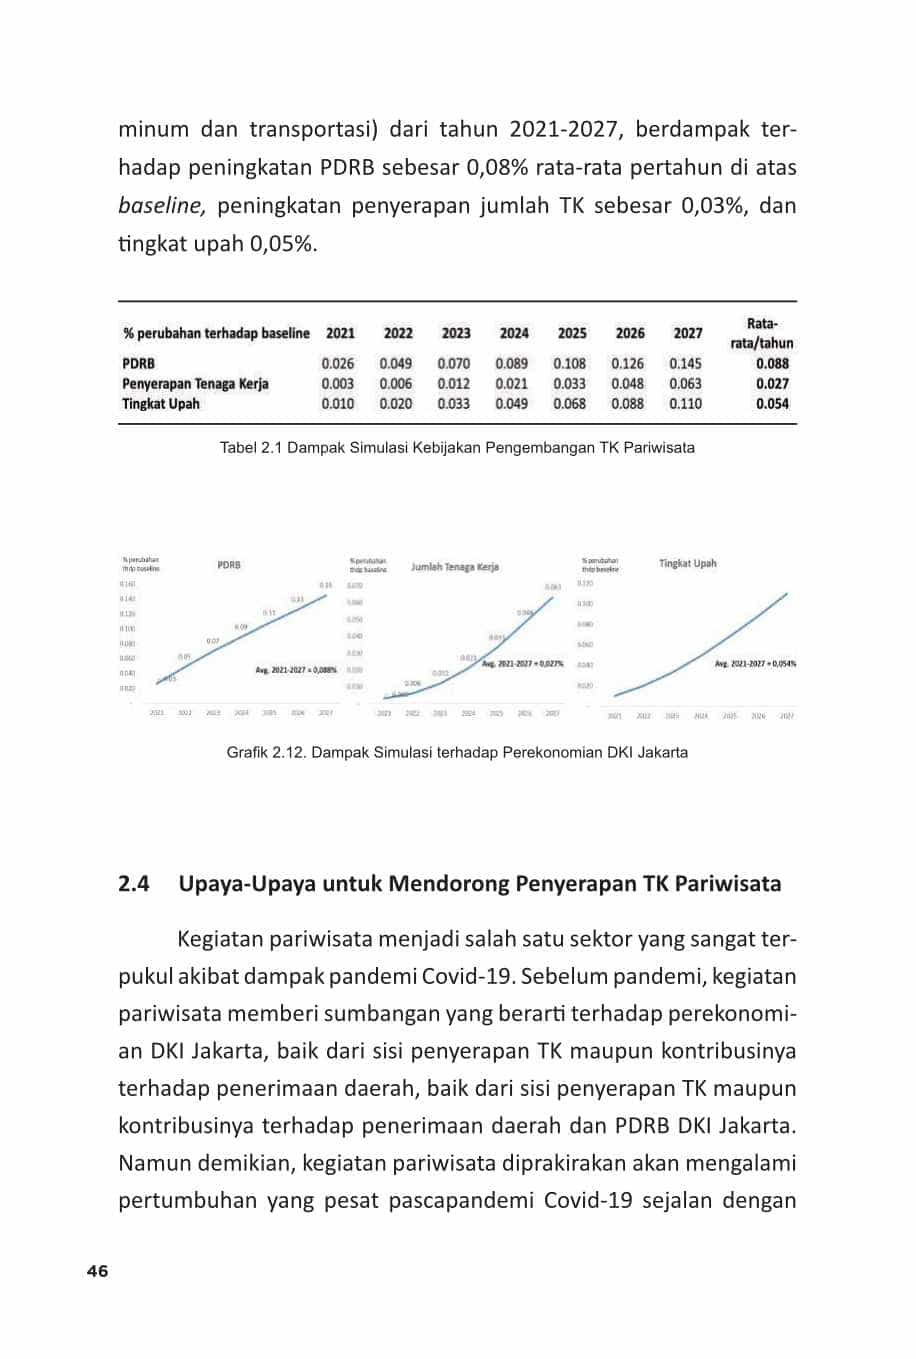 minum dan transportasi) dari tahun 2021-2027, berdampak ter-
hadap peningkatan PDRB sebesar 0,08% rata-rata pertahun di atas
baseline, peningkatan penyerapan jumlah TK sebesar 0,03%, dan
tingkat upah 0,05%.
% perubahan terhadap baseline 2021 2022 2023 2024 2025 2026 2027 Rata-
rata/tahun
PDRB 0.026 0.049 0.070 0.089 0.108 0.126 0.145 0.088
Penyerapan Tenaga Kerja 0.003 0.006 0.012 0.021 0.033 0.048 0.063 0.027
Tingkat Upah 0.010 0.020 0.033 0.049 0.068 0.088 0.110 0.054
Tabel 2.1 Dampak Simulasi Kebijakan Pengembangan TK Pariwisata
% perubahan
thdp baseline
PDRB
0.160
0.140
0.120
0.100
0.080
0.060
0.040
0.020
0.05
0.07
0.09
0.11
0.13
0.15
Avg. 2021-2027 = 0,088%
2021 2022 2023 2024 2025 2026 2027
% perubahan
thdp baseline
Jumlah Tenaga Kerja
0.070
0.060
0.050
0.040
0.030
0.020
0.006
0.012
0.021
0.063
Avg. 2021-2027 = 0,027%
2021 2022 2023 2024 2025 2026 2027
% perubahan
thdp baseline
Tingkat Upah
0.120
0.100
0.080
0.060
0.040
0.020
Avg. 2021-2027 = 0,054%
2021 2022 2023 2024 2025 2026 2027
Grafik 2.12. Dampak Simulasi terhadap Perekonomian DKI Jakarta
2.4 Upaya-Upaya untuk Mendorong Penyerapan TK Pariwisata
Kegiatan pariwisata menjadi salah satu sektor yang sangat ter-
pukul akibat dampak pandemi Covid-19. Sebelum pandemi, kegiatan
pariwisata memberi sumbangan yang berarti terhadap perekonomi-
an DKI Jakarta, baik dari sisi penyerapan TK maupun kontribusinya
terhadap penerimaan daerah, baik dari sisi penyerapan TK maupun
kontribusinya terhadap penerimaan daerah dan PDRB DKI Jakarta.
Namun demikian, kegiatan pariwisata diprakirakan akan mengalami
pertumbuhan yang pesat pascapandemi Covid-19 sejalan dengan
46